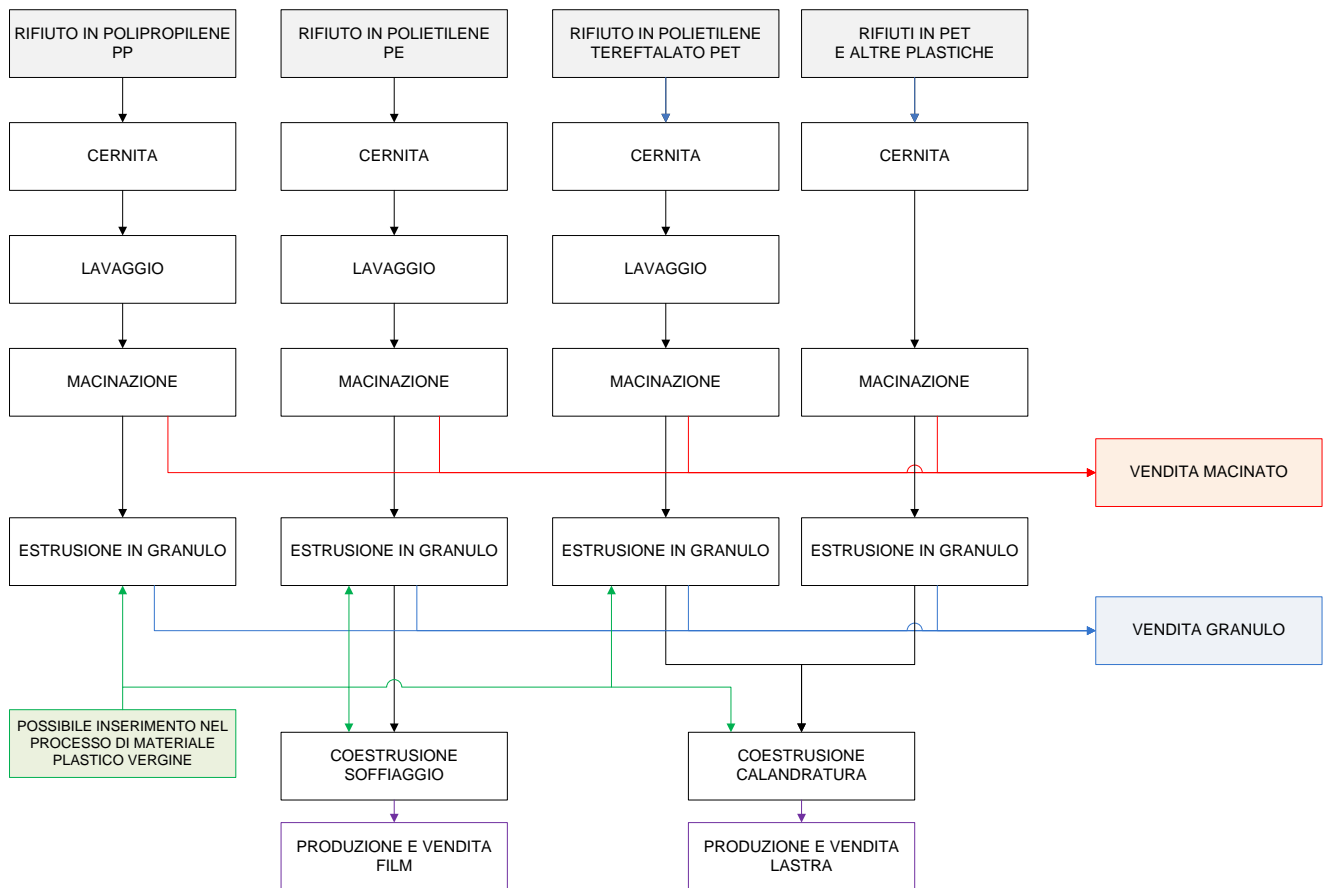 RIFIUTO IN POLIPROPILENE
PP
RIFIUTO IN POLIETILENE
PE
RIFIUTO IN POLIETILENE
TEREFTALATO PET
RIFIUTI IN PET
E ALTRE PLASTICHE
CERNITA
CERNITA
CERNITA
CERNITA
LAVAGGIO
LAVAGGIO
LAVAGGIO
MACINAZIONE
MACINAZIONE
MACINAZIONE
MACINAZIONE
VENDITA MACINATO
ESTRUSIONE IN GRANULO
ESTRUSIONE IN GRANULO
ESTRUSIONE IN GRANULO
ESTRUSIONE IN GRANULO
VENDITA GRANULO
POSSIBILE INSERIMENTO NEL
PROCESSO DI MATERIALE
PLASTICO VERGINE
COESTRUSIONE
SOFFIAGGIO
COESTRUSIONE
CALANDRATURA
PRODUZIONE E VENDITA
FILM
PRODUZIONE E VENDITA
LASTRA